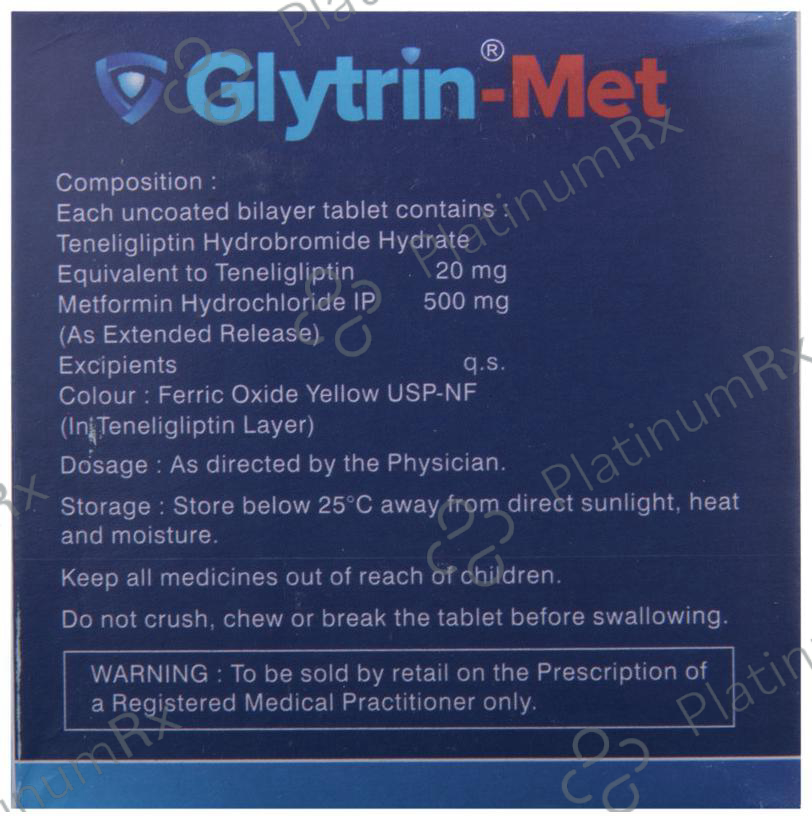 Glytrin®-Met
Composition :
Each uncoated bilayer tablet contains :
Teneligliptin Hydrobromide Hydrate
Equivalent to Teneligliptin 20 mg
Metformin Hydrochloride IP 500 mg
(As Extended Release)
Excipients q.s.
Colour : Ferric Oxide Yellow USP-NF
(In Teneligliptin Layer)
Dosage : As directed by the Physician.
Storage : Store below 25°C away from direct sunlight, heat
and moisture.
Keep all medicines out of reach of children.
Do not crush, chew or break the tablet before swallowing.
WARNING : To be sold by retail on the Prescription of
a Registered Medical Practitioner only.
PlatinumRx
PlatinumRx